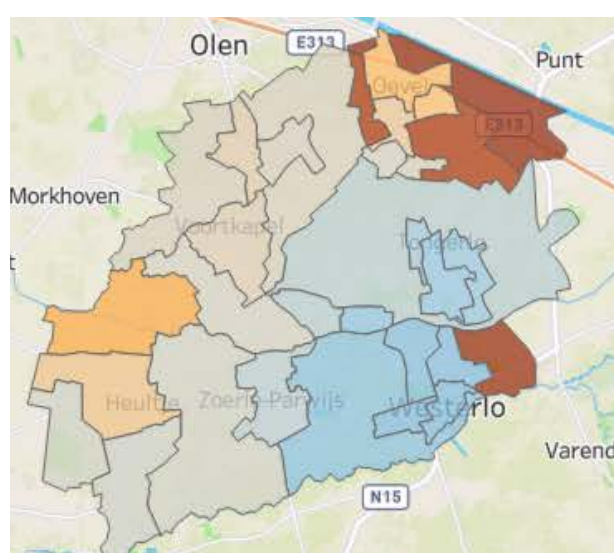 Olen
E313
Punt
Oevel
E313
Morkhoven
Voortkapel
Tongerlo
t
Heultje
Zoerle-Parwijs
Westerlo
Varend
N15